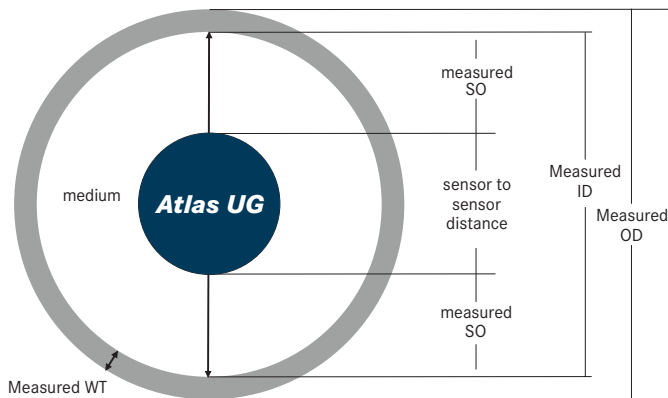 measured
SO
medium
Atlas UG
sensor to
sensor
distance
Measured
ID
Measured
OD
measured
SO
Measured WT